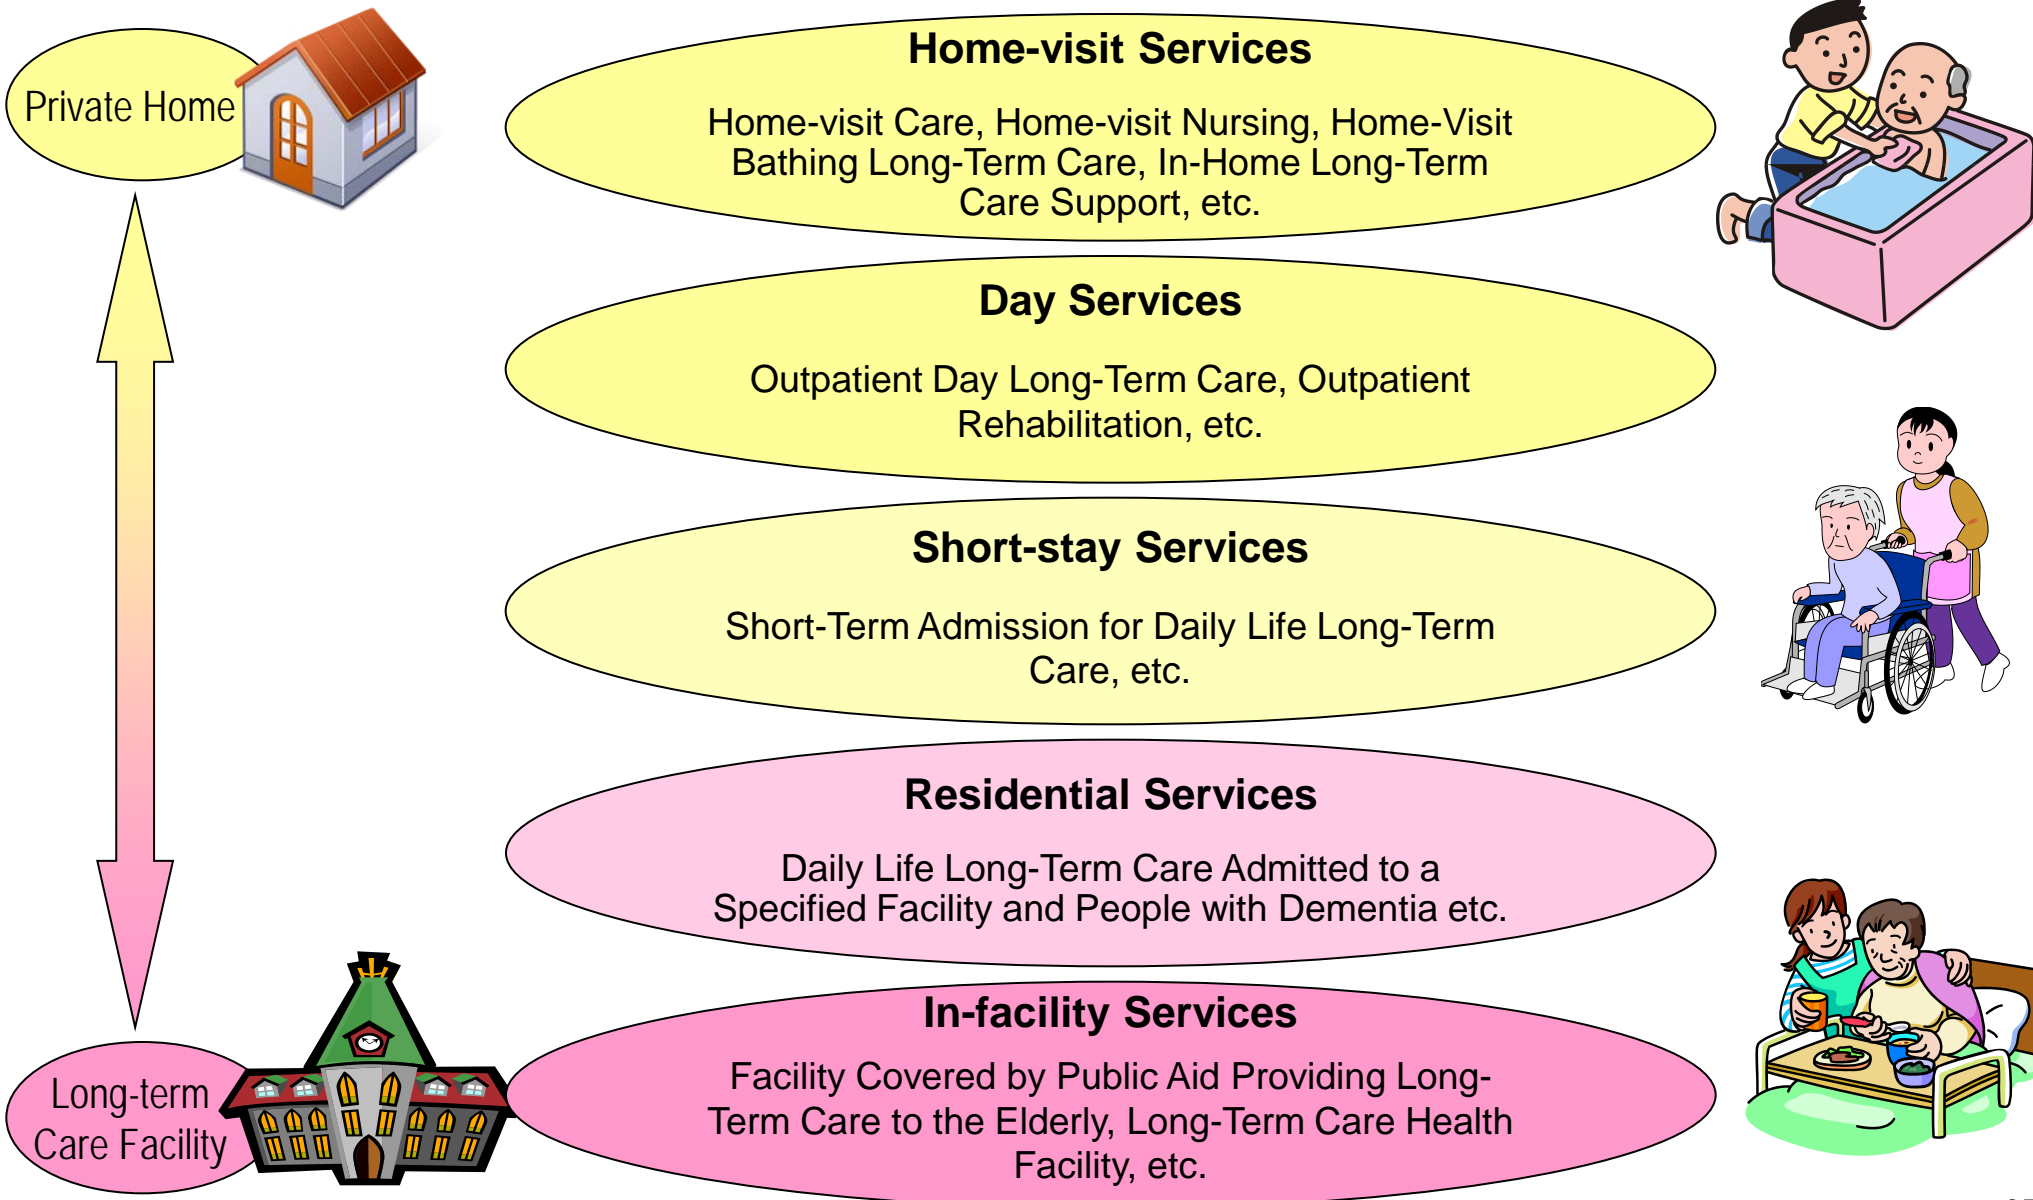 Private Home
Home-visit Services
Home-visit Care, Home-visit Nursing, Home-Visit
Bathing Long-Term Care, In-Home Long-Term
Care Support, etc.
Day Services
Outpatient Day Long-Term Care, Outpatient
Rehabilitation, etc.
Short-stay Services
Short-Term Admission for Daily Life Long-Term
Care, etc.
Residential Services
Daily Life Long-Term Care Admitted to a
Specified Facility and People with Dementia etc.
In-facility Services
Facility Covered by Public Aid Providing Long-
Term Care to the Elderly, Long-Term Care Health
Facility, etc.
Long-term
Care Facility